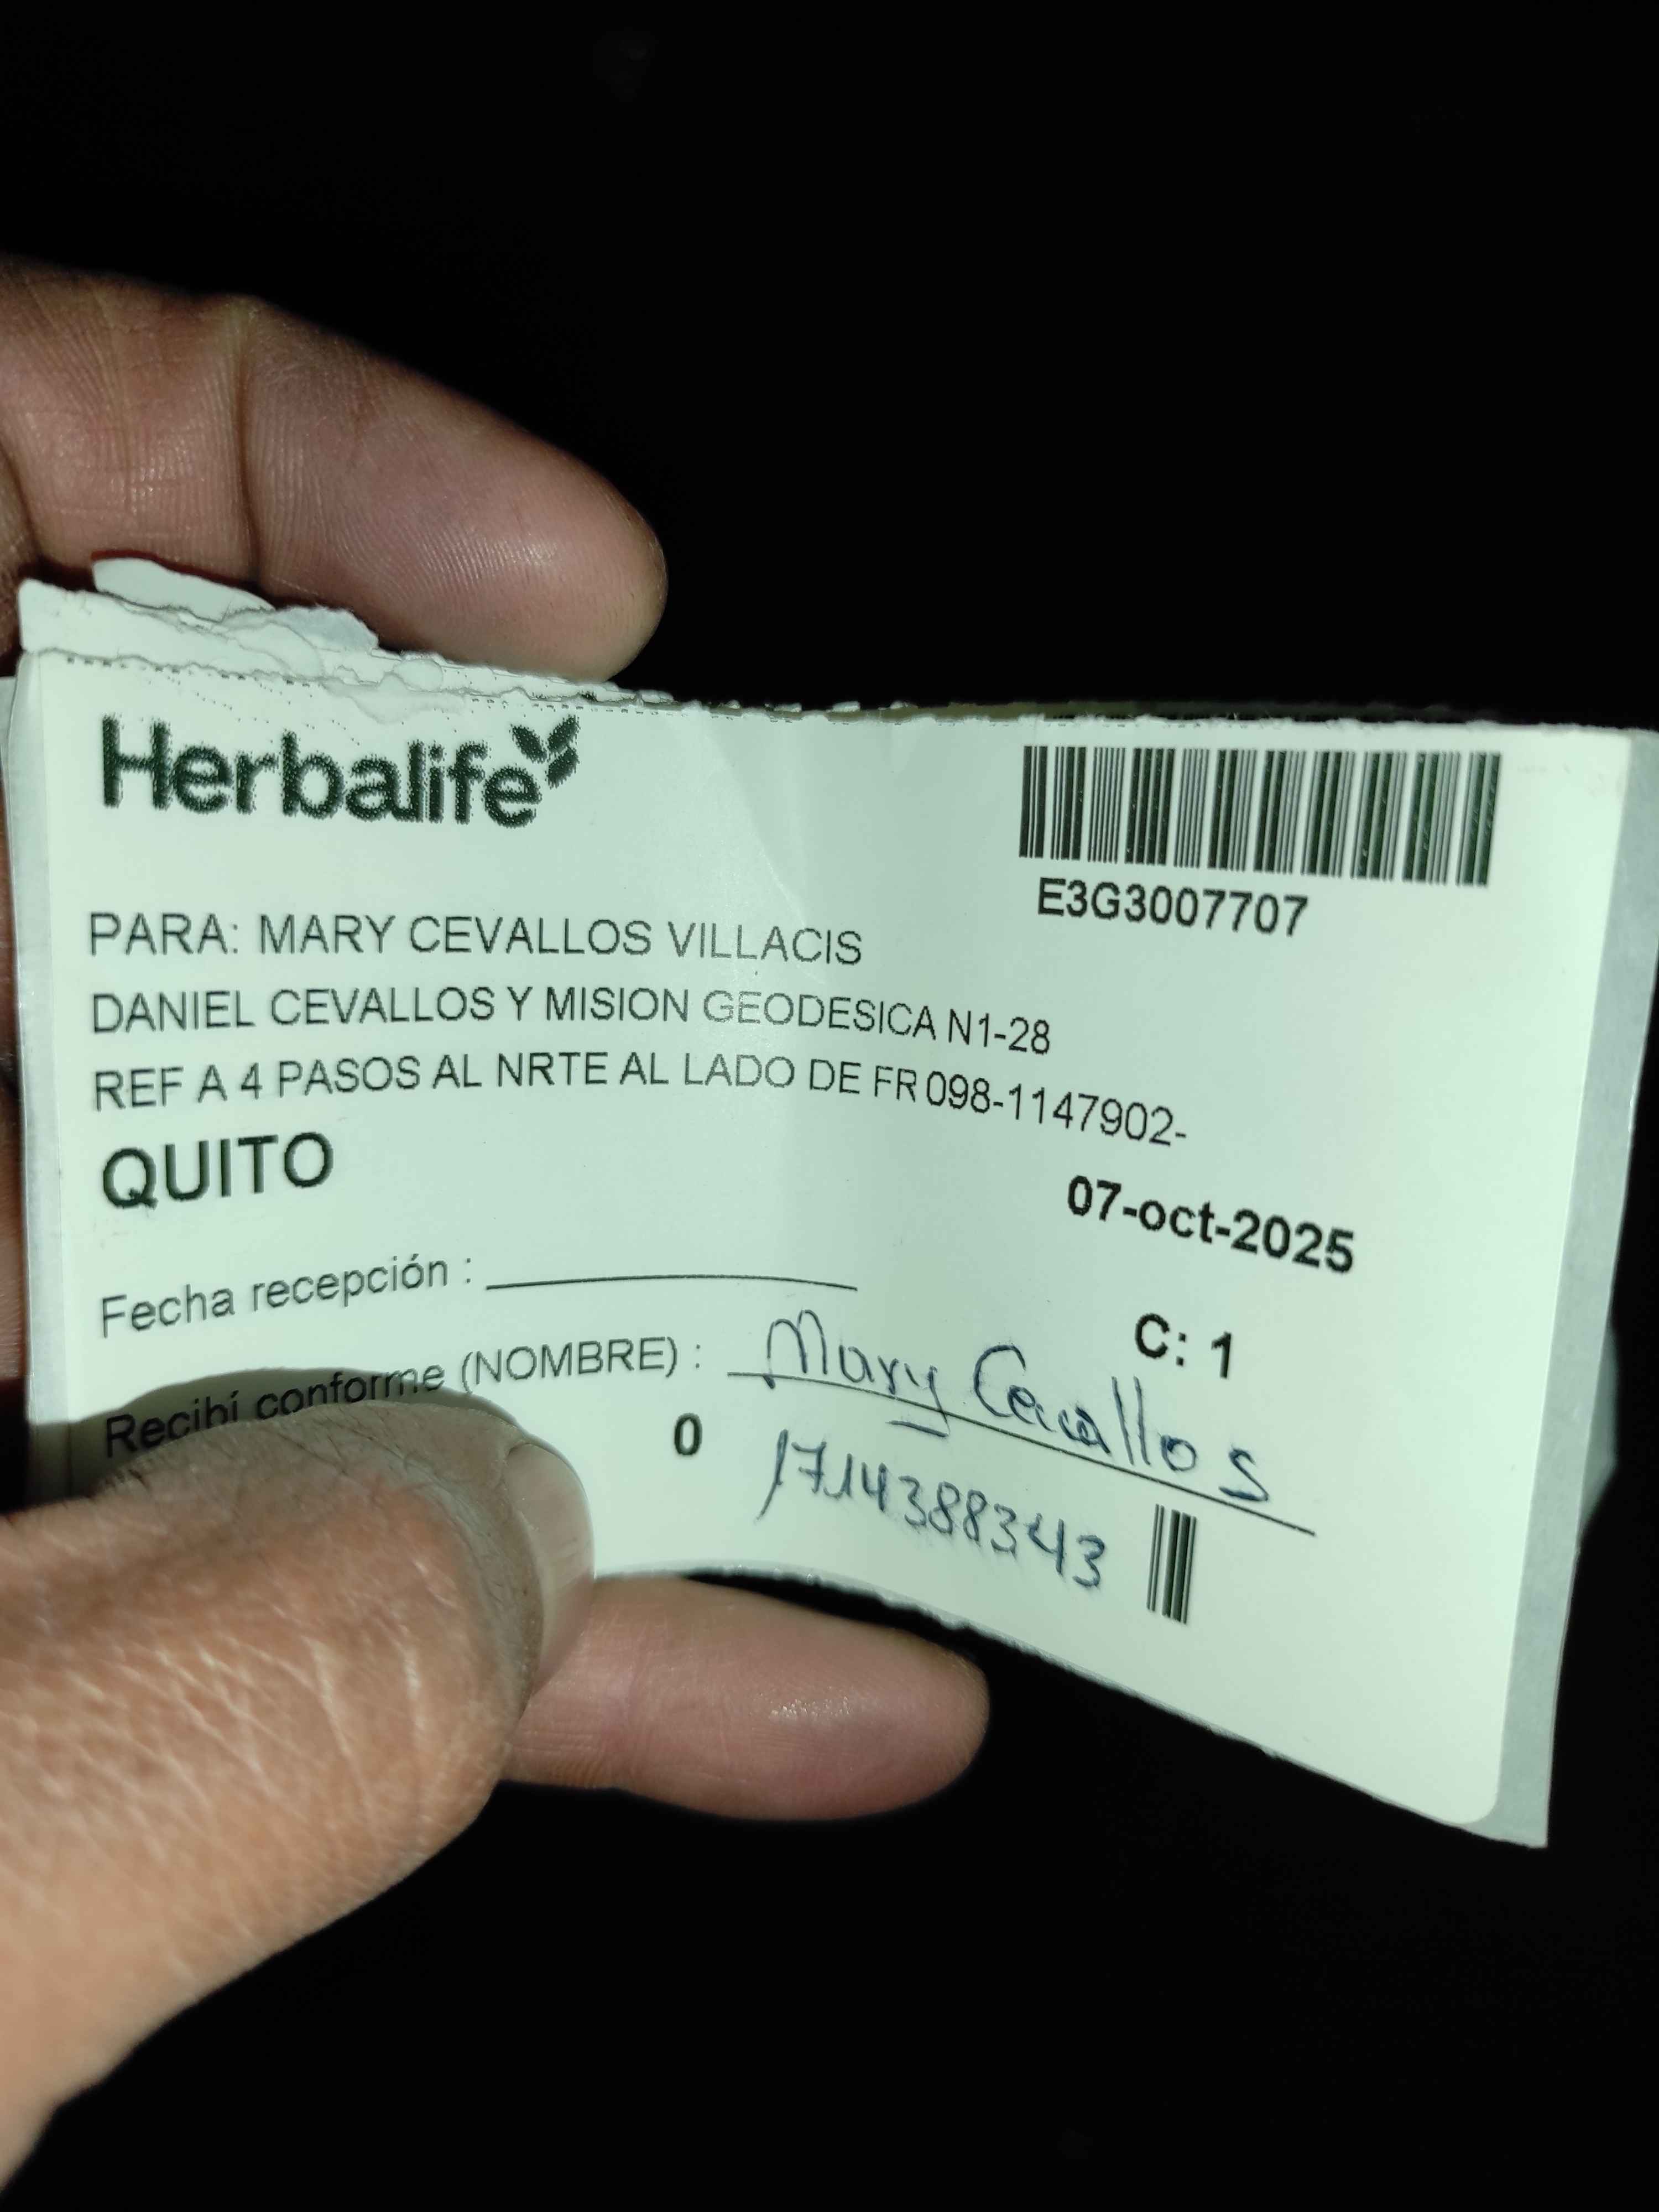 Herbalife
E3G3007707
PARA: MARY CEVALLOS VILLACIS
DANIEL CEVALLOS Y MISION GEODESICA N1-28
REF A 4 PASOS AL NRTE AL LADO DE FR 098-1147902-
QUITO
07-oct-2025
Fecha recepción :
C: 1
Recibí conforme (NOMBRE) : Mary Cevallos
0
1714388343